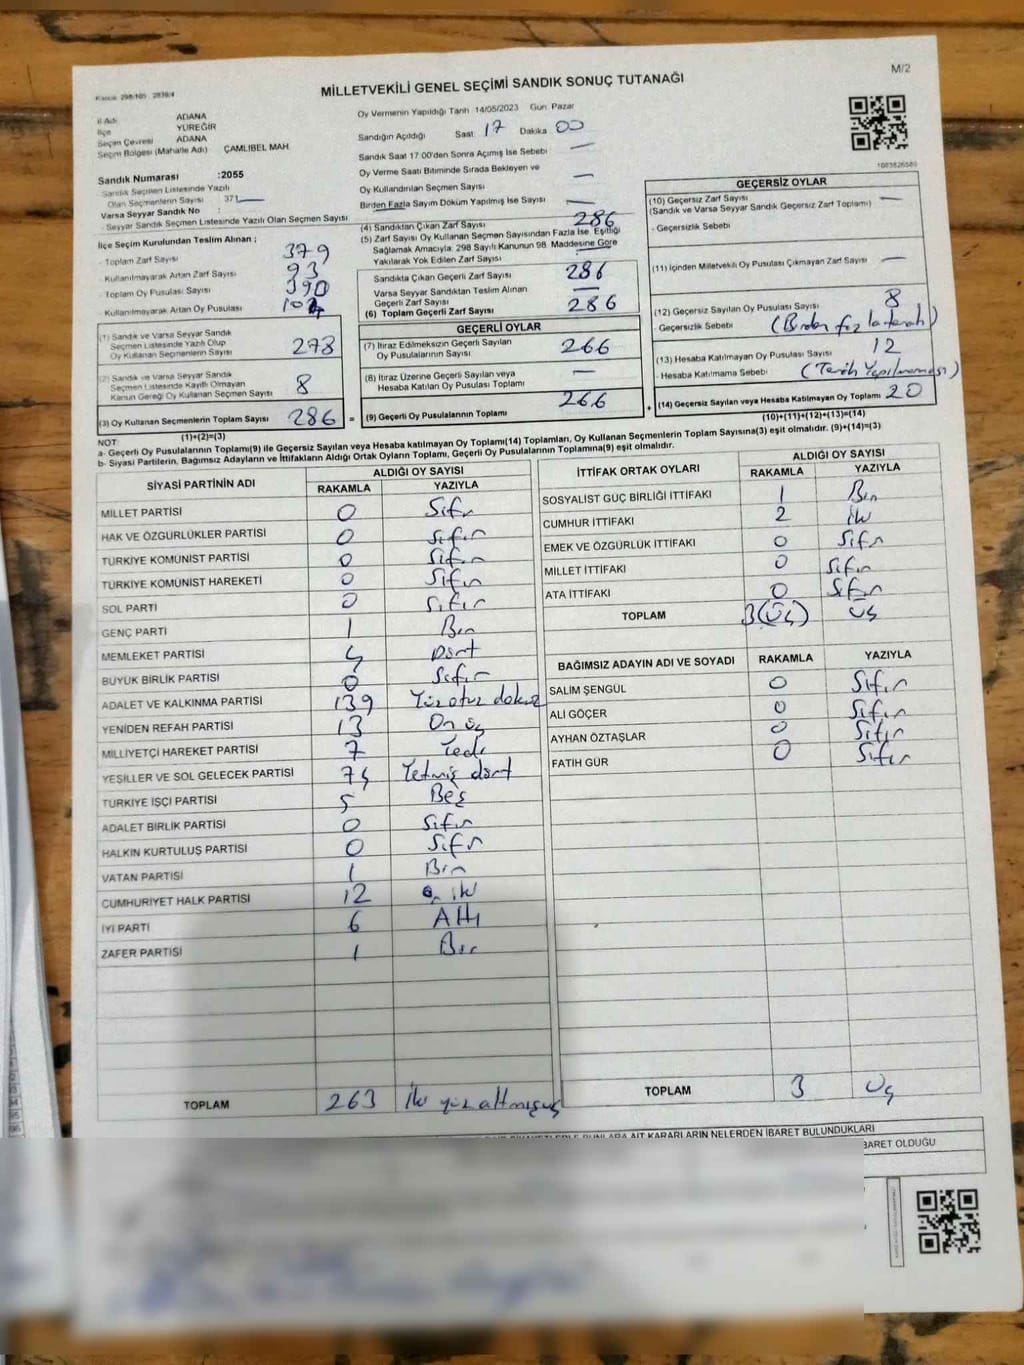 M/2
Kanun: 298/105 - 2839/4
MİLLETVEKİLİ GENEL SEÇİMİ SANDIK SONUÇ TUTANAĞI
İl Adı ADANA
İlçe YÜREĞİR
Seçim Çevresi ADANA
Seçim Bölgesi (Mahalle Adı) ÇAMLIBEL MAH.
Sandık Numarası :2055
Sandık Seçmen Listesinde Yazılı
Olan Seçmenlerin Sayısı 371
Varsa Seyyar Sandık No :
- Seyyar Sandık Seçmen Listesinde Yazılı Olan Seçmen Sayısı
İlçe Seçim Kurulundan Teslim Alınan ;
- Toplam Zarf Sayısı 379
- Kullanılmayarak Artan Zarf Sayısı 93
- Toplam Oy Pusulası Sayısı 390
- Kullanılmayarak Artan Oy Pusulası
(1) Sandık ve Varsa Seyyar Sandık
Seçmen Listesinde Yazılı Olup
Oy Kullanan Seçmenlerin Sayısı 278
(2) Sandık ve Varsa Seyyar Sandık
Seçmen Listesinde Kayıtlı Olmayan
Kanun Gereği Oy Kullanan Seçmen Sayısı 8
(3) Oy Kullanan Seçmenlerin Toplam Sayısı 286 =
(1)+(2)=(3)
Oy Vermenin Yapıldığı Tarih 14/05/2023 Gün Pazar
Sandığın Açıldığı Saat 17 Dakika 00
Sandık Saat 17:00'den Sonra Açılmış İse Sebebi —
Oy Verme Saati Bitiminde Sırada Bekleyen ve
Oy Kullandırılan Seçmen Sayısı —
Birden Fazla Sayım Döküm Yapılmış İse Sayısı —
(4) Sandıktan Çıkan Zarf Sayısı 286
(5) Zarf Sayısı Oy Kullanan Seçmen Sayısından Fazla İse, Eşitliği
Sağlamak Amacıyla, 298 Sayılı Kanunun 98. Maddesine Göre
Yakılarak Yok Edilen Zarf Sayısı —
Sandıkta Çıkan Geçerli Zarf Sayısı 286
Varsa Seyyar Sandıktan Teslim Alınan
Geçerli Zarf Sayısı —
(6) Toplam Geçerli Zarf Sayısı 286
GEÇERLİ OYLAR
(7) İtiraz Edilmeksizin Geçerli Sayılan
Oy Pusulalarının Sayısı 266
(8) İtiraz Üzerine Geçerli Sayılan veya
Hesaba Katılan Oy Pusulası Toplamı —
(9) Geçerli Oy Pusulalarının Toplamı 266 +
1083826580
GEÇERSİZ OYLAR
(10) Geçersiz Zarf Sayısı —
(Sandık ve Varsa Seyyar Sandık Geçersiz Zarf Toplamı)
- Geçersizlik Sebebi
(11) İçinden Milletvekili Oy Pusulası Çıkmayan Zarf Sayısı —
(12) Geçersiz Sayılan Oy Pusulası Sayısı 8
- Geçersizlik Sebebi
(13) Hesaba Katılmayan Oy Pusulası Sayısı 12
- Hesaba Katılmama Sebebi (Tercih Yapılmaması)
(14) Geçersiz Sayılan veya Hesaba Katılmayan Oy Toplamı 20
(10)+(11)+(12)+(13)=(14)
NOT:
a- Geçerli Oy Pusulalarının Toplamı(9) ile Geçersiz Sayılan veya Hesaba katılmayan Oy Toplamı(14) Toplamları, Oy Kullanan Seçmenlerin Toplam Sayısına(3) eşit olmalıdır. (9)+(14)=(3)
b- Siyasi Partilerin, Bağımsız Adayların ve İttifakların Aldığı Ortak Oyların Toplamı, Geçerli Oy Pusulalarının Toplamına(9) eşit olmalıdır.
SİYASİ PARTİNİN ADI ALDIĞI OY SAYISI
RAKAMLA YAZIYLA
MİLLET PARTİSİ 0 Sıfır
HAK VE ÖZGÜRLÜKLER PARTİSİ 0 Sıfır
TÜRKİYE KOMÜNİST PARTİSİ 0 Sıfır
TÜRKİYE KOMÜNİST HAREKETİ 0 Sıfır
SOL PARTİ 0 Sıfır
GENÇ PARTİ 1 Bir
MEMLEKET PARTİSİ 4 Dört
BÜYÜK BİRLİK PARTİSİ 0 Sıfır
ADALET VE KALKINMA PARTİSİ 139 Yüz otuz dokuz
YENİDEN REFAH PARTİSİ 13 On üç
MİLLİYETÇİ HAREKET PARTİSİ 7 Yedi
YEŞİLLER VE SOL GELECEK PARTİSİ 74 Yetmiş dört
TÜRKİYE İŞÇİ PARTİSİ 5 Beş
ADALET BİRLİK PARTİSİ 0 Sıfır
HALKIN KURTULUŞ PARTİSİ 0 Sıfır
VATAN PARTİSİ 1 Bir
CUMHURİYET HALK PARTİSİ 12 On iki
İYİ PARTİ 6 Altı
ZAFER PARTİSİ 1 Bir
TOPLAM 263 İki yüz altmışüç
İTTİFAK ORTAK OYLARI ALDIĞI OY SAYISI
RAKAMLA YAZIYLA
SOSYALİST GÜÇ BİRLİĞİ İTTİFAKI 1 Bir
CUMHUR İTTİFAKI 2 İki
EMEK VE ÖZGÜRLÜK İTTİFAKI 0 Sıfır
MİLLET İTTİFAKI 0 Sıfır
ATA İTTİFAKI 0 Sıfır
TOPLAM 3(Üç) Üç
BAĞIMSIZ ADAYIN ADI VE SOYADI RAKAMLA YAZIYLA
SALİM ŞENGÜL 0 Sıfır
ALİ GÖÇER 0 Sıfır
AYHAN ÖZTAŞLAR 0 Sıfır
FATİH GÜR 0 Sıfır
TOPLAM 3 Üç
BUNLARA AİT KARARLARIN NELERDEN İBARET BULUNDUKLARI
İBARET OLDUĞU